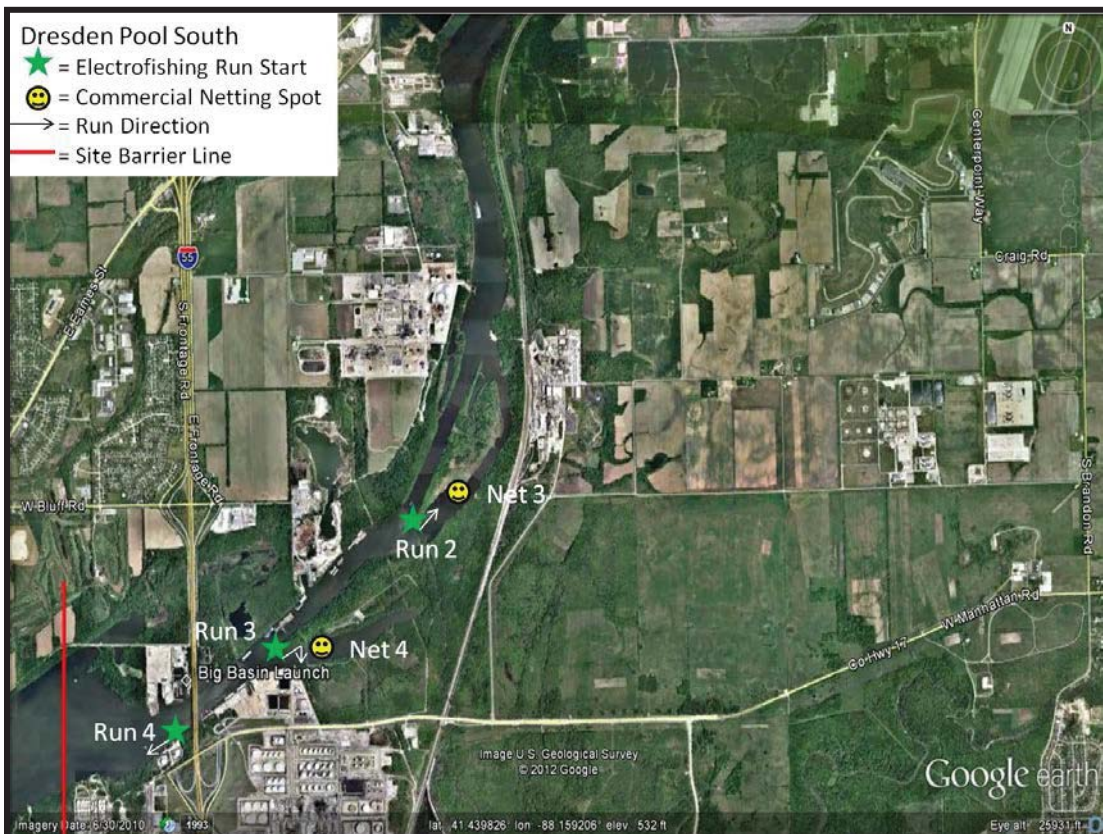 Dresden Pool South
= Electrofishing Run Start
= Commercial Netting Spot
= Run Direction
= Site Barrier Line
N
Centerpoint Way
55
Craig Rd
E Eames St
S Frontage Rd
E Frontage Rd
Net 3
W Bluff Rd
Run 2
S Brandon Rd
W Manhattan Rd
Run 3
Net 4
Co Hwy 17
Big Basin Launch
Run 4
Image U.S. Geological Survey
© 2012 Google
Google earth
Imagery Date: 6/30/2010
1993
lat 41.439826° lon -88.159206° elev 532 ft
Eye alt 25931 ft